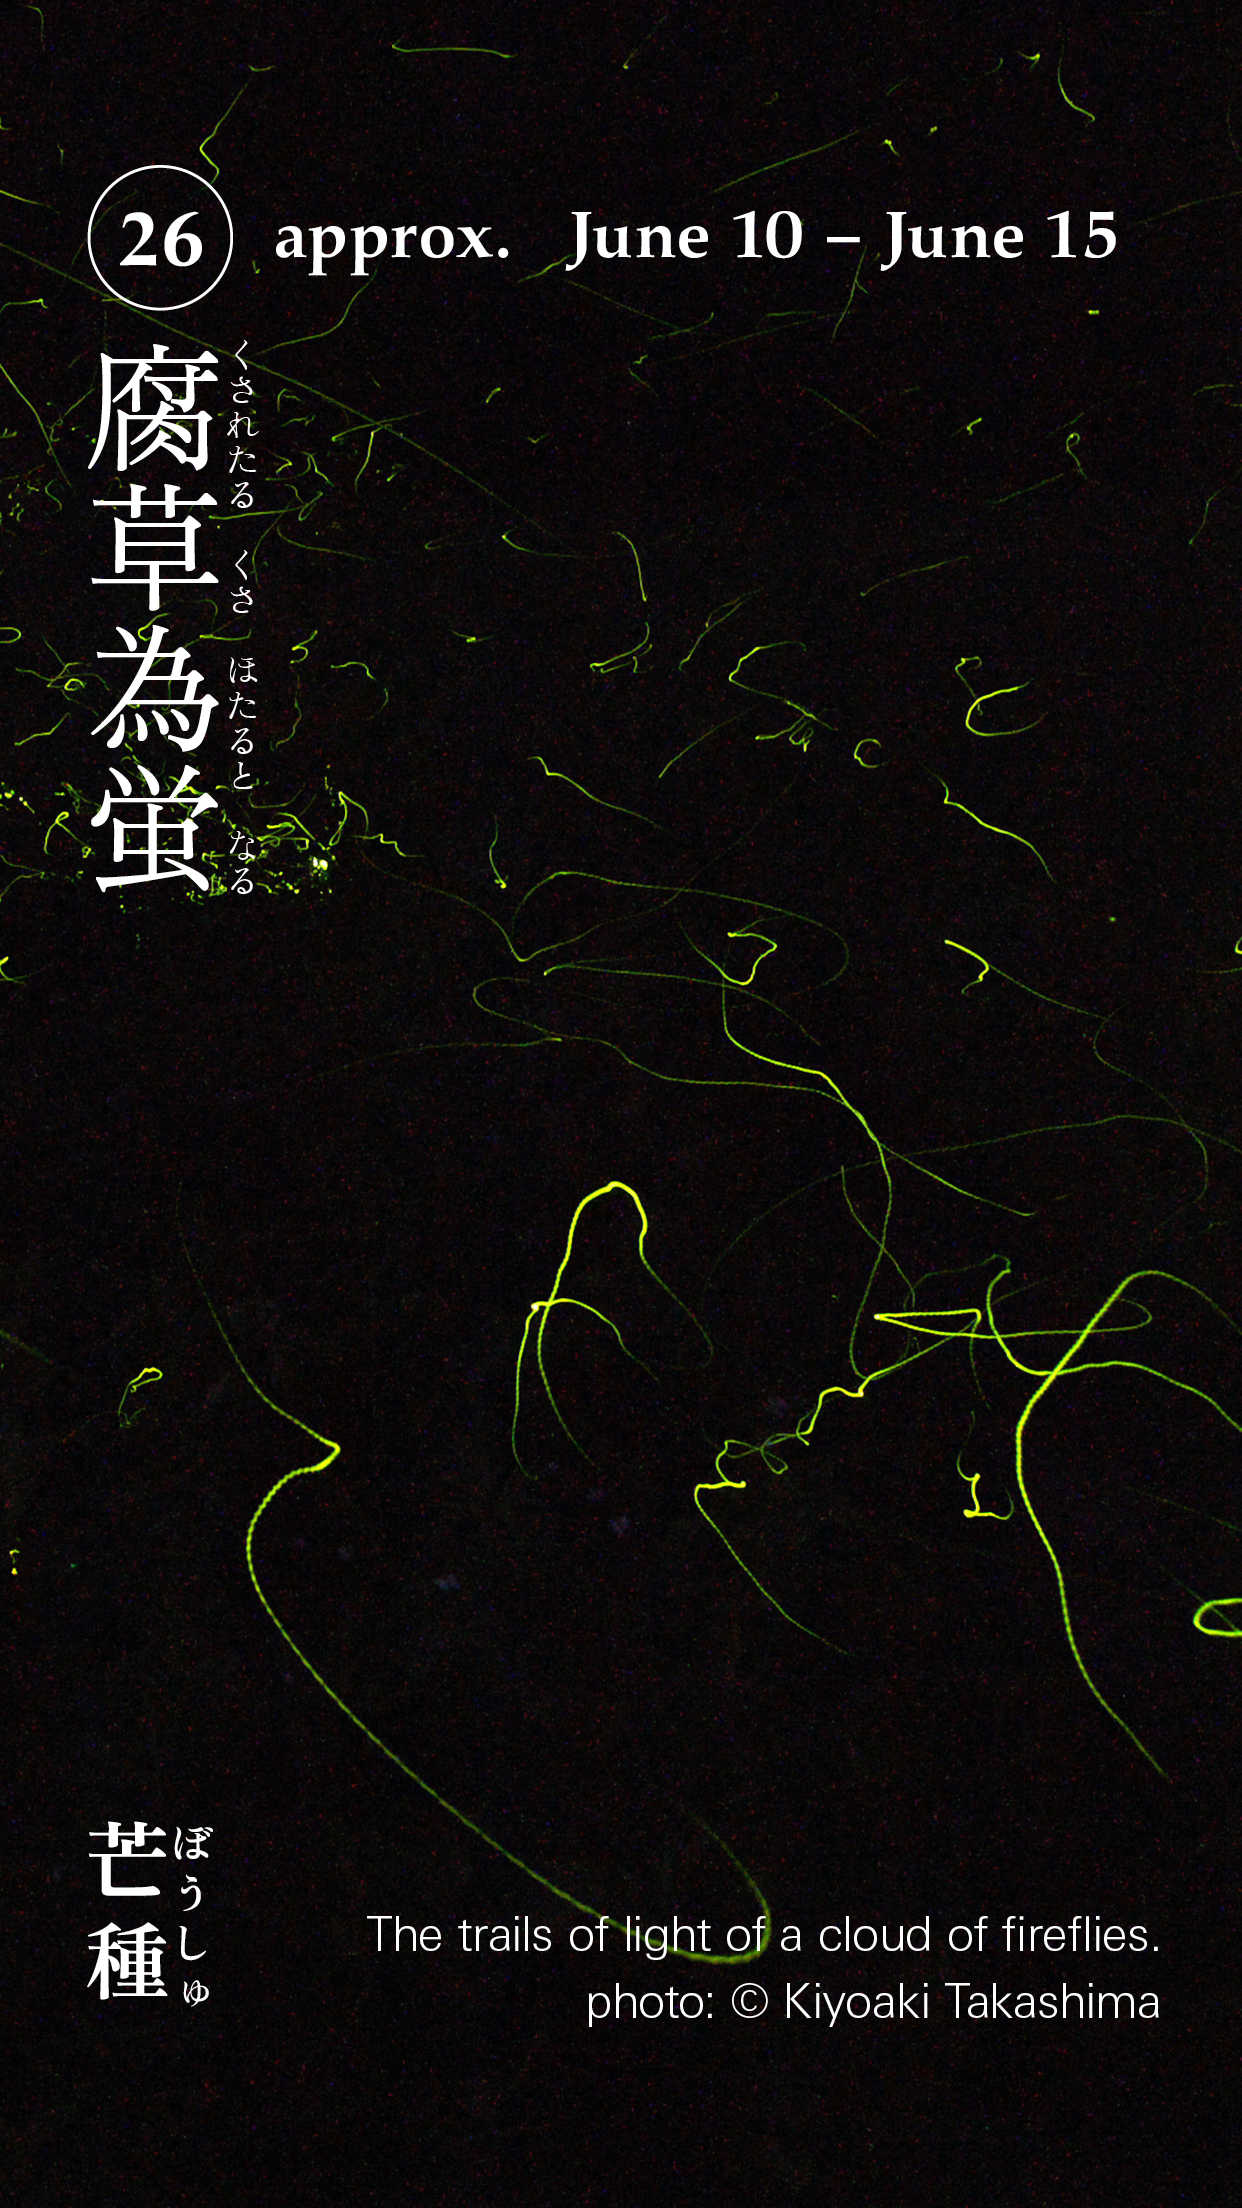 26
approx. June 10 – June 15
腐草為蛍
くされたる くさ ほたると なる
芒種
ぼうしゅ
The trails of light of a cloud of fireflies.
photo: © Kiyoaki Takashima